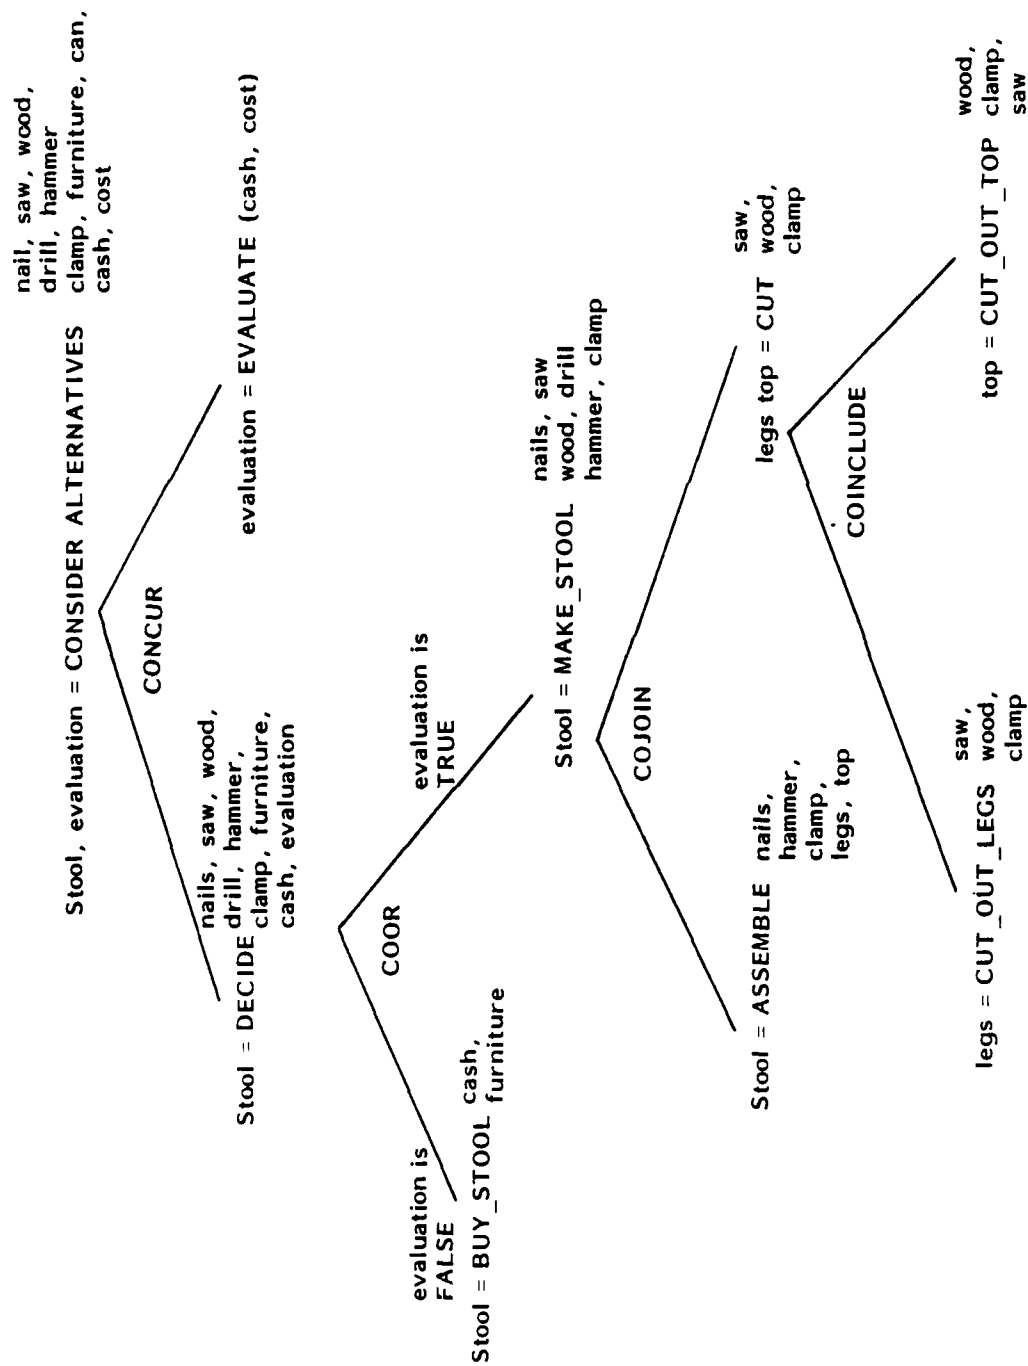 nail, saw, wood,
drill, hammer
Stool, evaluation = CONSIDER ALTERNATIVES clamp, furniture, can,
cash, cost
CONCUR
nails, saw, wood,
Stool = DECIDE drill, hammer,
clamp, furniture,
cash, evaluation
evaluation = EVALUATE (cash, cost)
COOR
evaluation is
FALSE
evaluation is
TRUE
Stool = BUY_STOOL cash,
furniture
nails, saw
Stool = MAKE_STOOL wood, drill
hammer, clamp
COJOIN
Stool = ASSEMBLE nails,
hammer,
clamp,
legs, top
saw,
legs top = CUT wood,
clamp
COINCLUDE
saw,
legs = CUT_OUT_LEGS wood,
clamp
wood,
top = CUT_OUT_TOP clamp,
saw